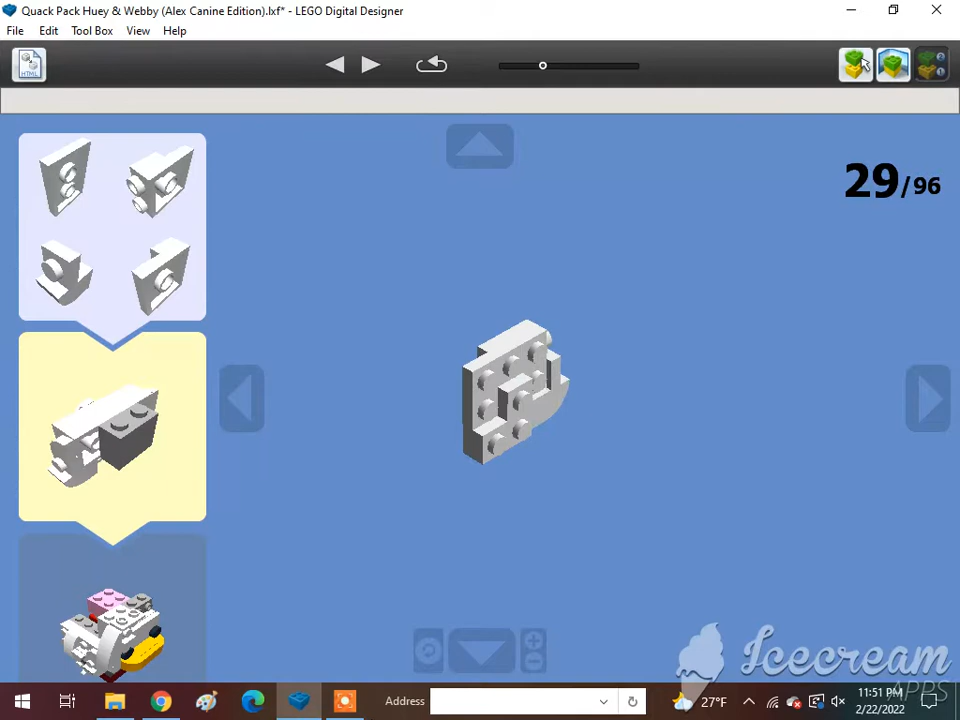 Quack Pack Huey & Webby (Alex Canine Edition).lxf* - LEGO Digital Designer
File Edit Tool Box View Help
HTML
29/96
Icecream
APPS
Address
27°F
11:51 PM
2/22/2022